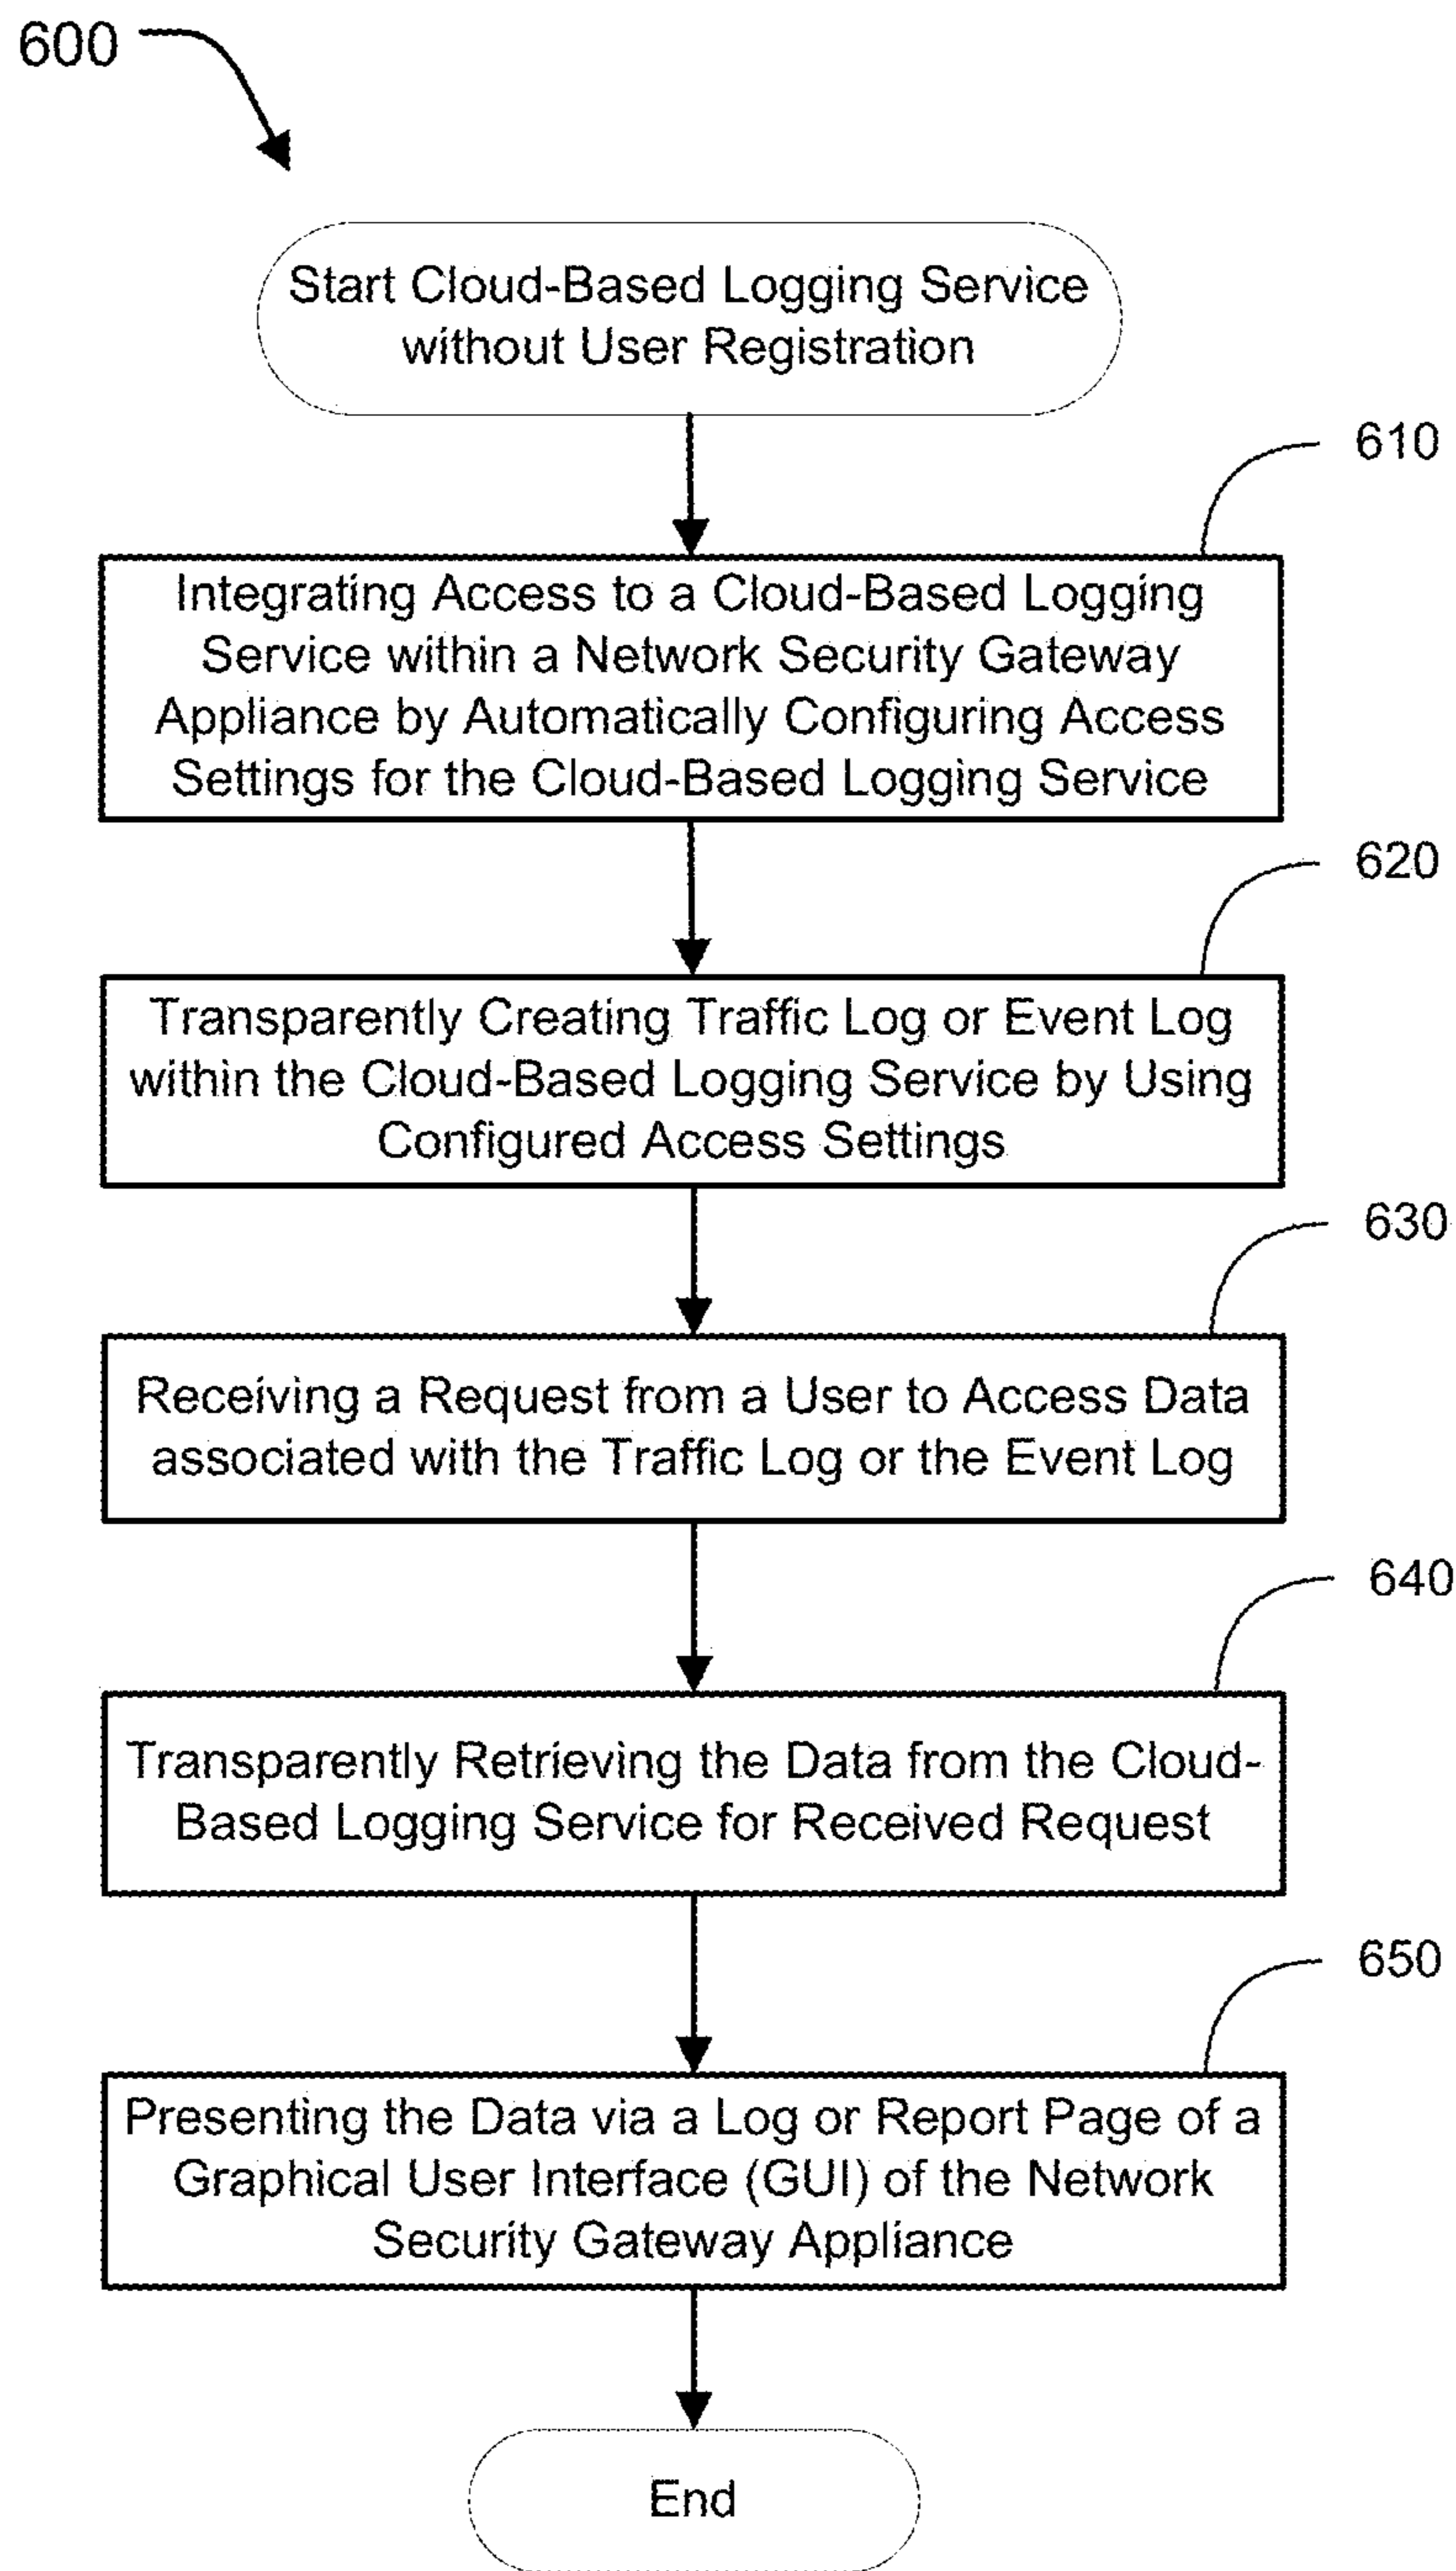 600
Start Cloud-Based Logging Service
without User Registration
610
Integrating Access to a Cloud-Based Logging
Service within a Network Security Gateway
Appliance by Automatically Configuring Access
Settings for the Cloud-Based Logging Service
620
Transparently Creating Traffic Log or Event Log
within the Cloud-Based Logging Service by Using
Configured Access Settings
630
Receiving a Request from a User to Access Data
associated with the Traffic Log or the Event Log
640
Transparently Retrieving the Data from the Cloud-
Based Logging Service for Received Request
650
Presenting the Data via a Log or Report Page of a
Graphical User Interface (GUI) of the Network
Security Gateway Appliance
End